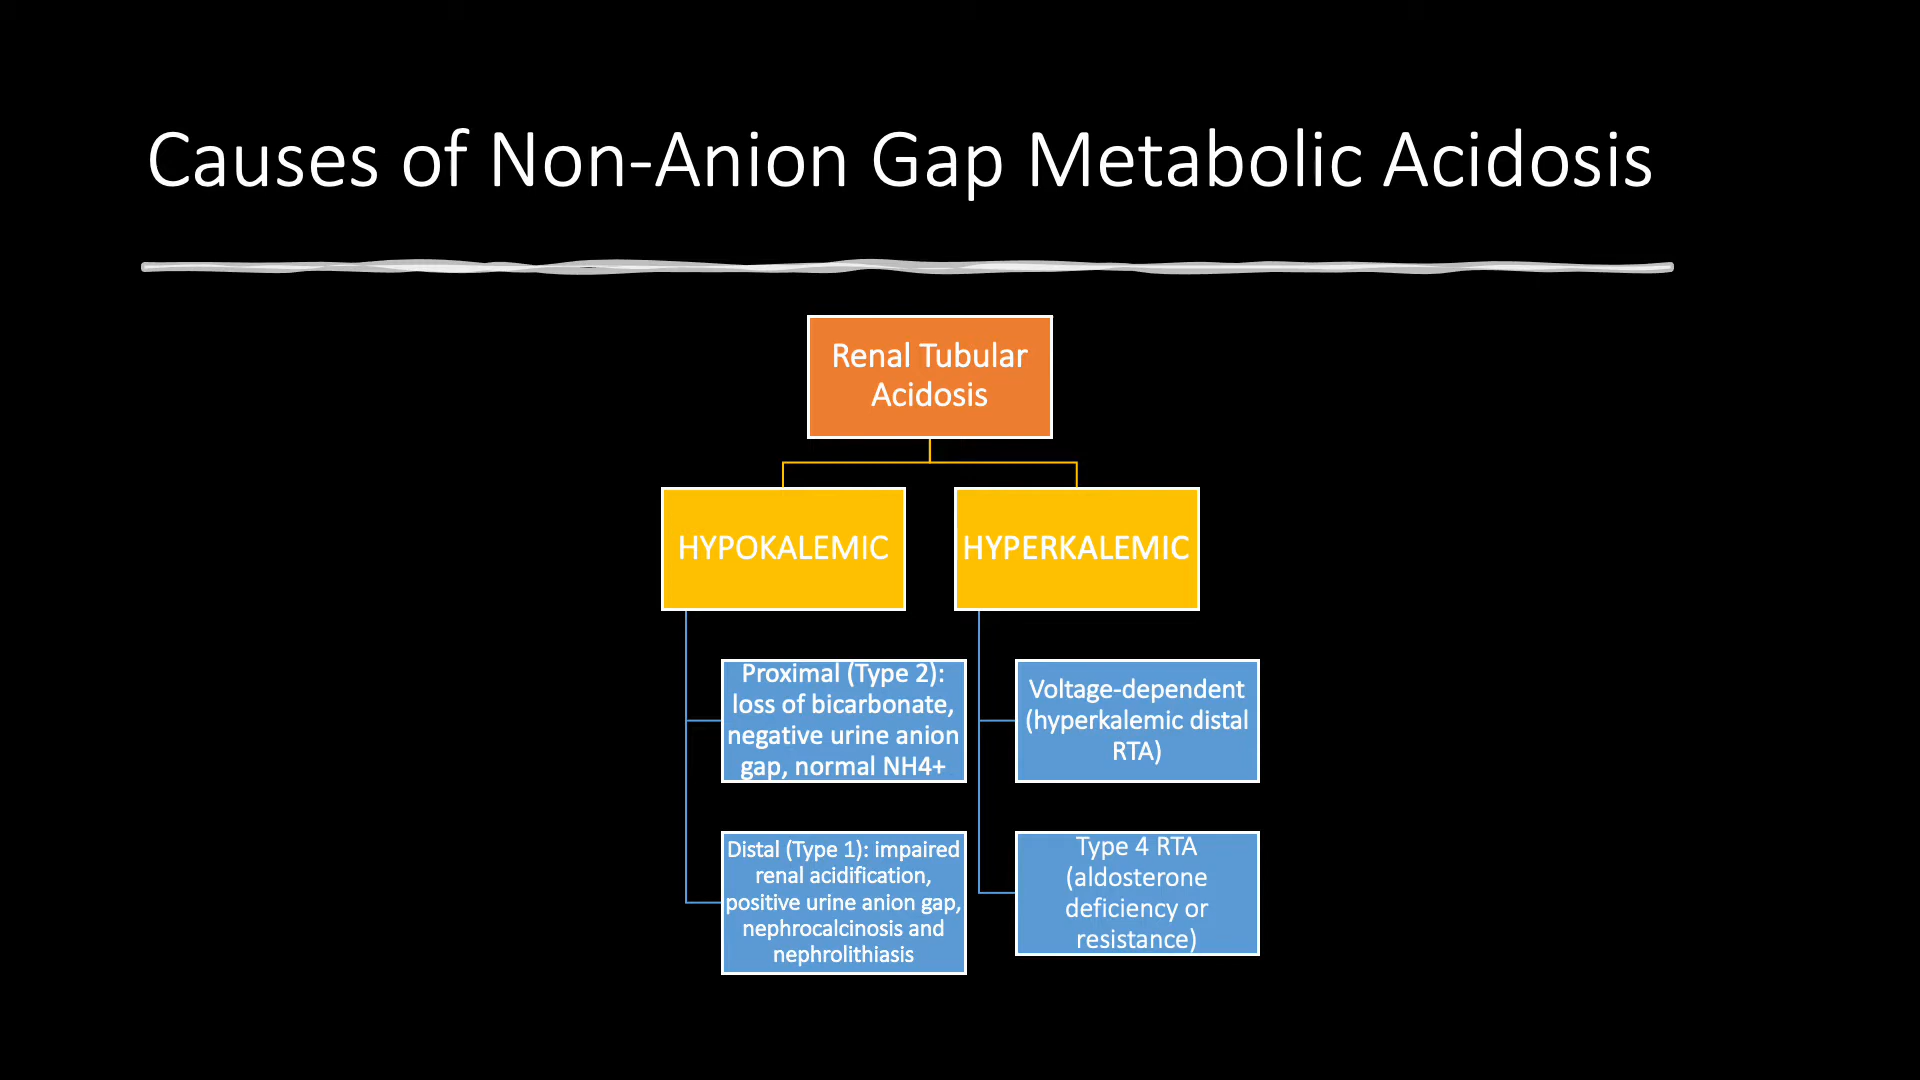 Causes of Non-Anion Gap Metabolic Acidosis
Renal Tubular
Acidosis
HYPOKALEMIC
HYPERKALEMIC
Proximal (Type 2):
loss of bicarbonate,
negative urine anion
gap, normal NH4+
Distal (Type 1): impaired
renal acidification,
positive urine anion gap,
nephrocalcinosis and
nephrolithiasis
Voltage-dependent
(hyperkalemic distal
RTA)
Type 4 RTA
(aldosterone
deficiency or
resistance)